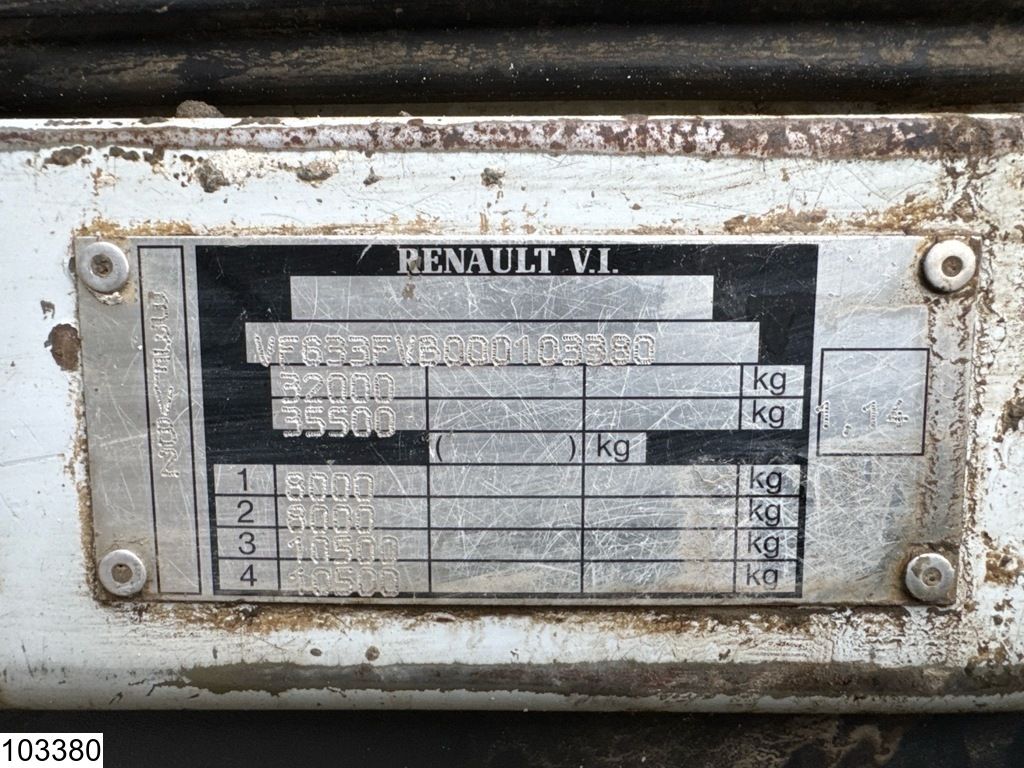 RENAULT V.I.
VF633FVB000103380
32000 kg
35500 kg
( ) kg
1 8000 kg
2 8000 kg
3 10500 kg
4 10500 kg
1,14
103380